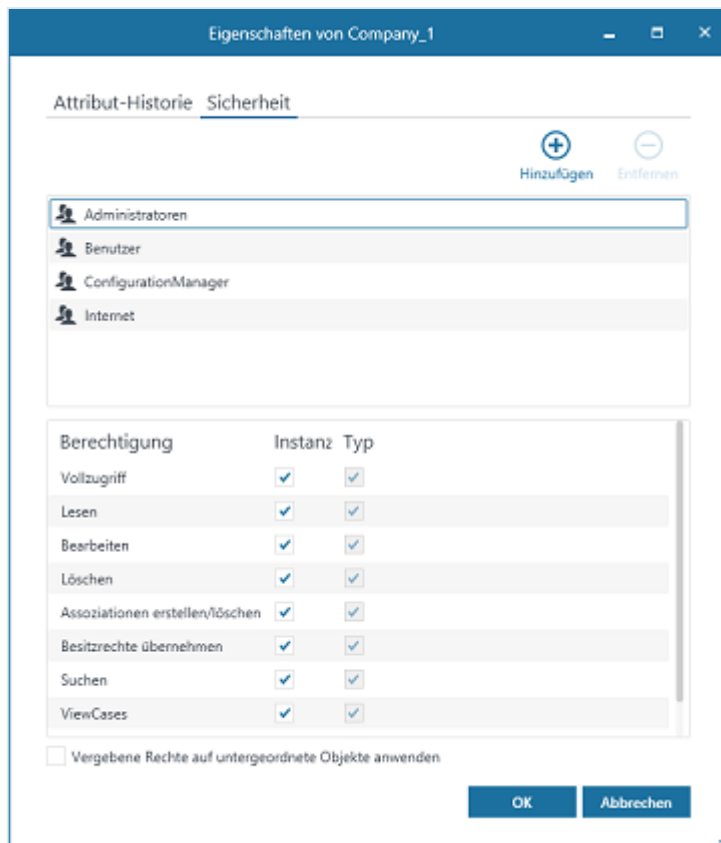 Eigenschaften von Company_1
Attribut-Historie Sicherheit
Hinzufügen Entfernen
Administratoren
Benutzer
ConfigurationManager
Internet
Berechtigung Instanz Typ
Vollzugriff
Lesen
Bearbeiten
Löschen
Assoziationen erstellen/löschen
Besitzrechte übernehmen
Suchen
ViewCases
Vergebene Rechte auf untergeordnete Objekte anwenden
OK Abbrechen